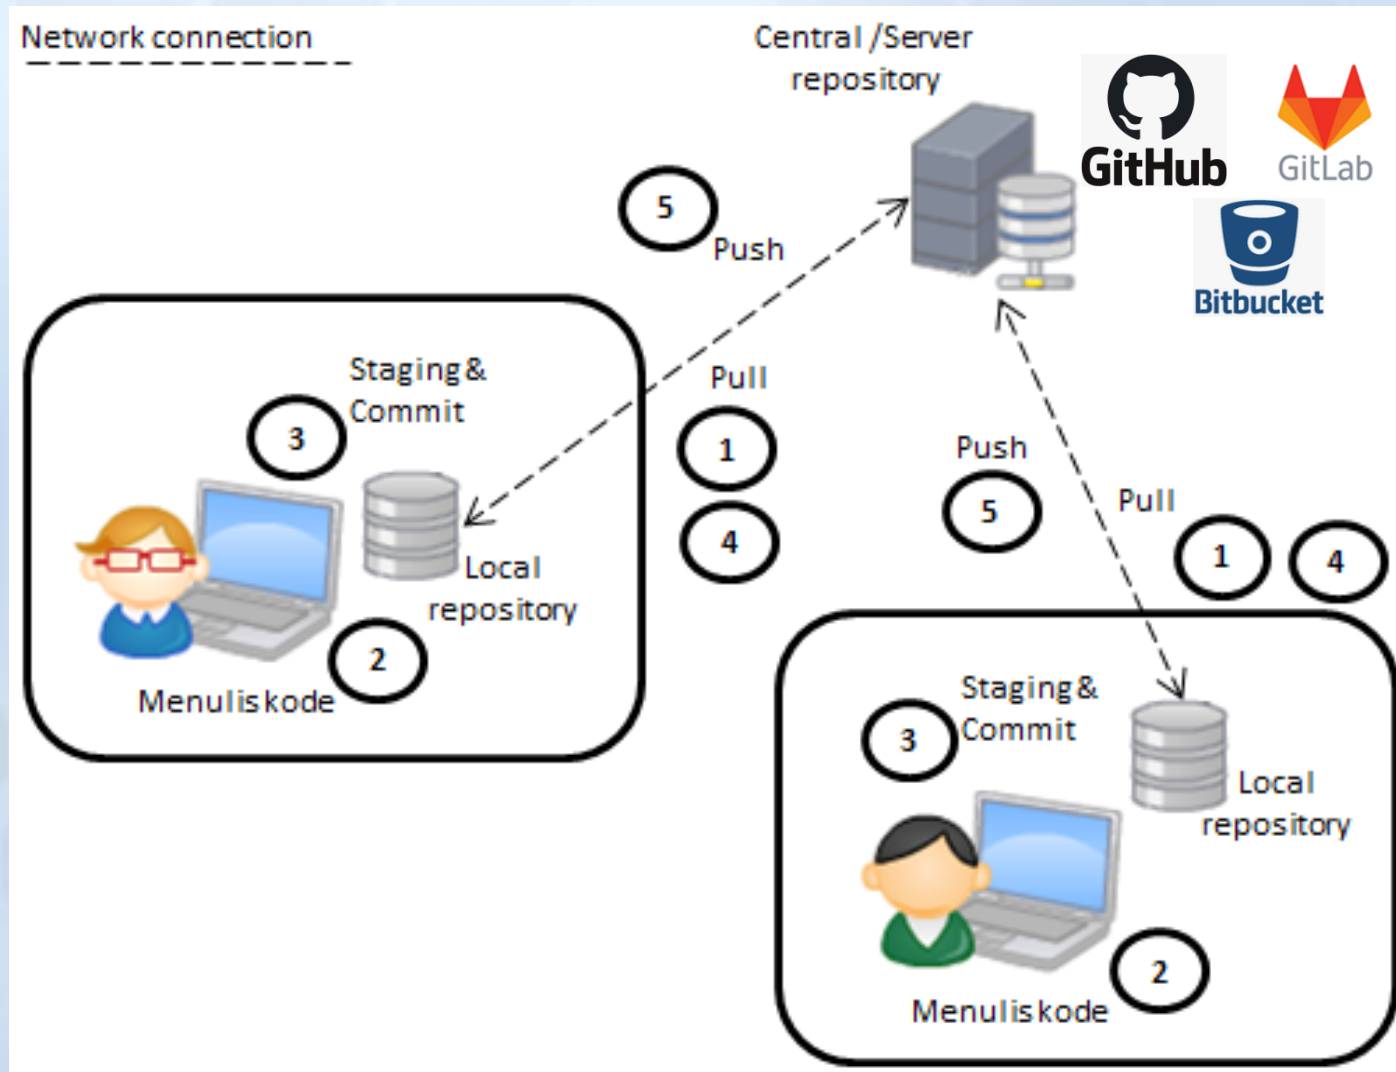 Network connection
Central /Server
repository
GitHub
GitLab
Bitbucket
5
Push
Staging &
Commit
3
Pull
1
4
Local
repository
2
Menulis kode
Push
5
Pull
1
4
Staging &
Commit
3
Local
repository
2
Menulis kode